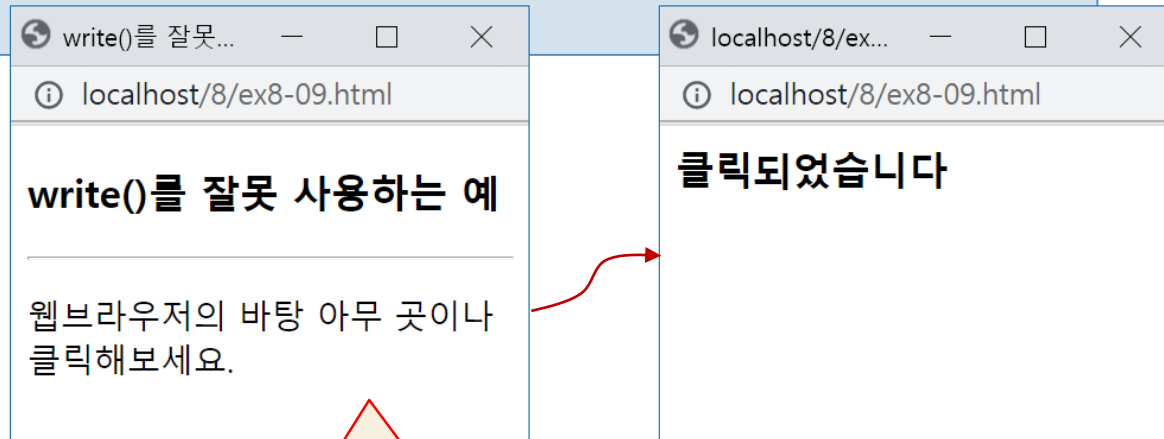 write()를 잘못...
localhost/8/ex8-09.html
write()를 잘못 사용하는 예
웹브라우저의 바탕 아무 곳이나
클릭해보세요.
localhost/8/ex...
localhost/8/ex8-09.html
클릭되었습니다